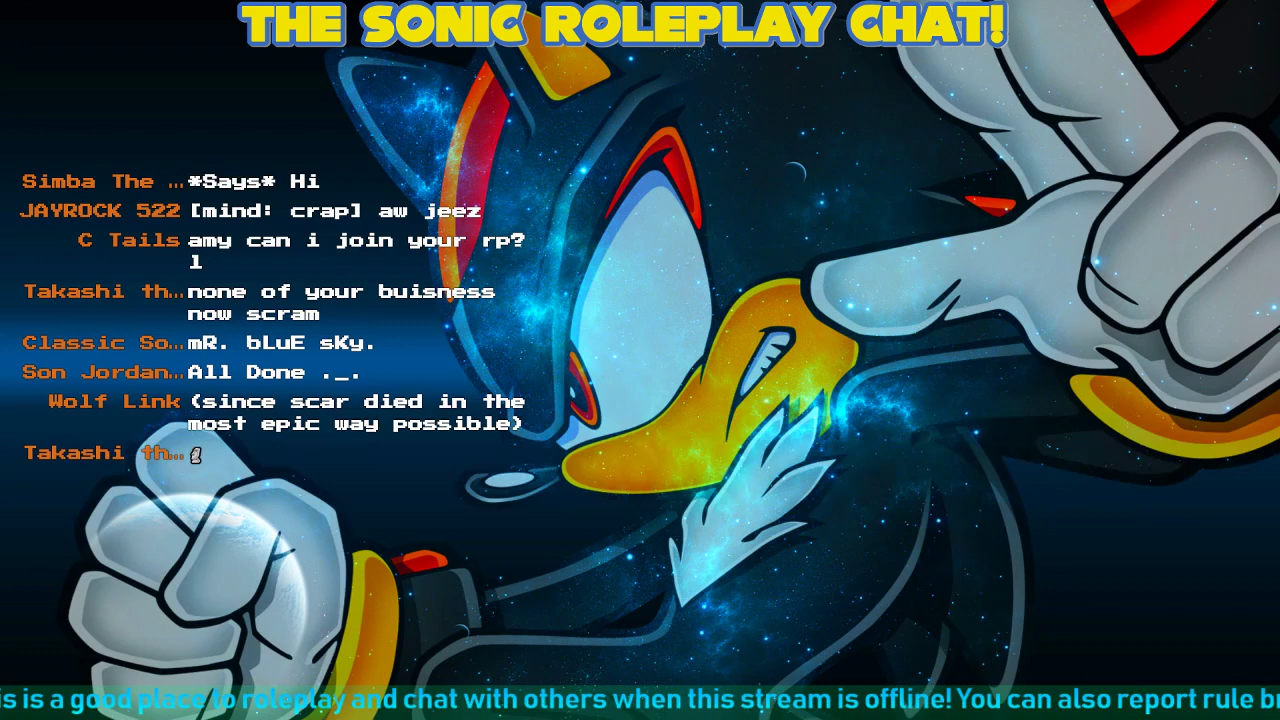 THE SONIC ROLEPLAY CHAT!
Simba The ... *Says* Hi
JAYROCK 522 [mind: crap] aw jeez
C Tails amy can i join your rp?
1
Takashi th... none of your buisness
now scram
Classic So... mR. bLuE sKy.
Son Jordan... All Done ._.
Wolf Link (since scar died in the
most epic way possible)
Takashi th...
is is a good place to roleplay and chat with others when this stream is offline! You can also report rule b